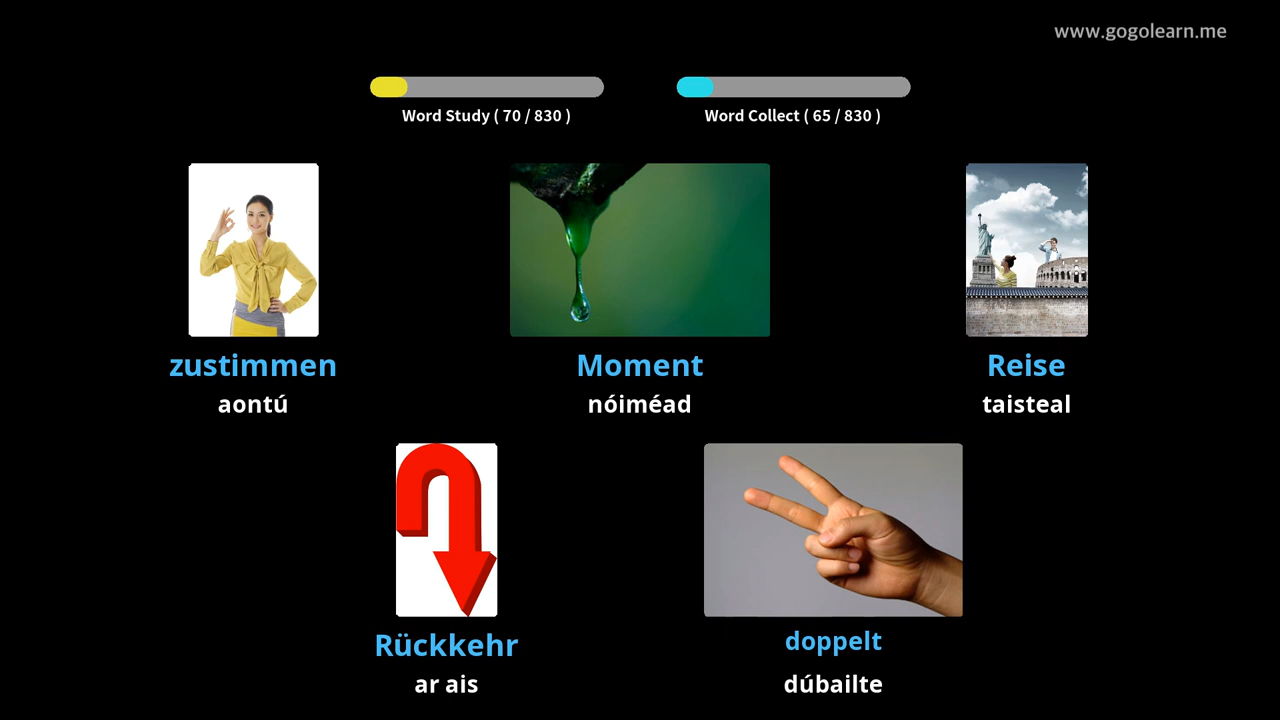 www.gogolearn.me
Word Study ( 70 / 830 )
Word Collect ( 65 / 830 )
zustimmen
aontú
Moment
nóiméad
Reise
taisteal
Rückkehr
ar ais
doppelt
dúbailte